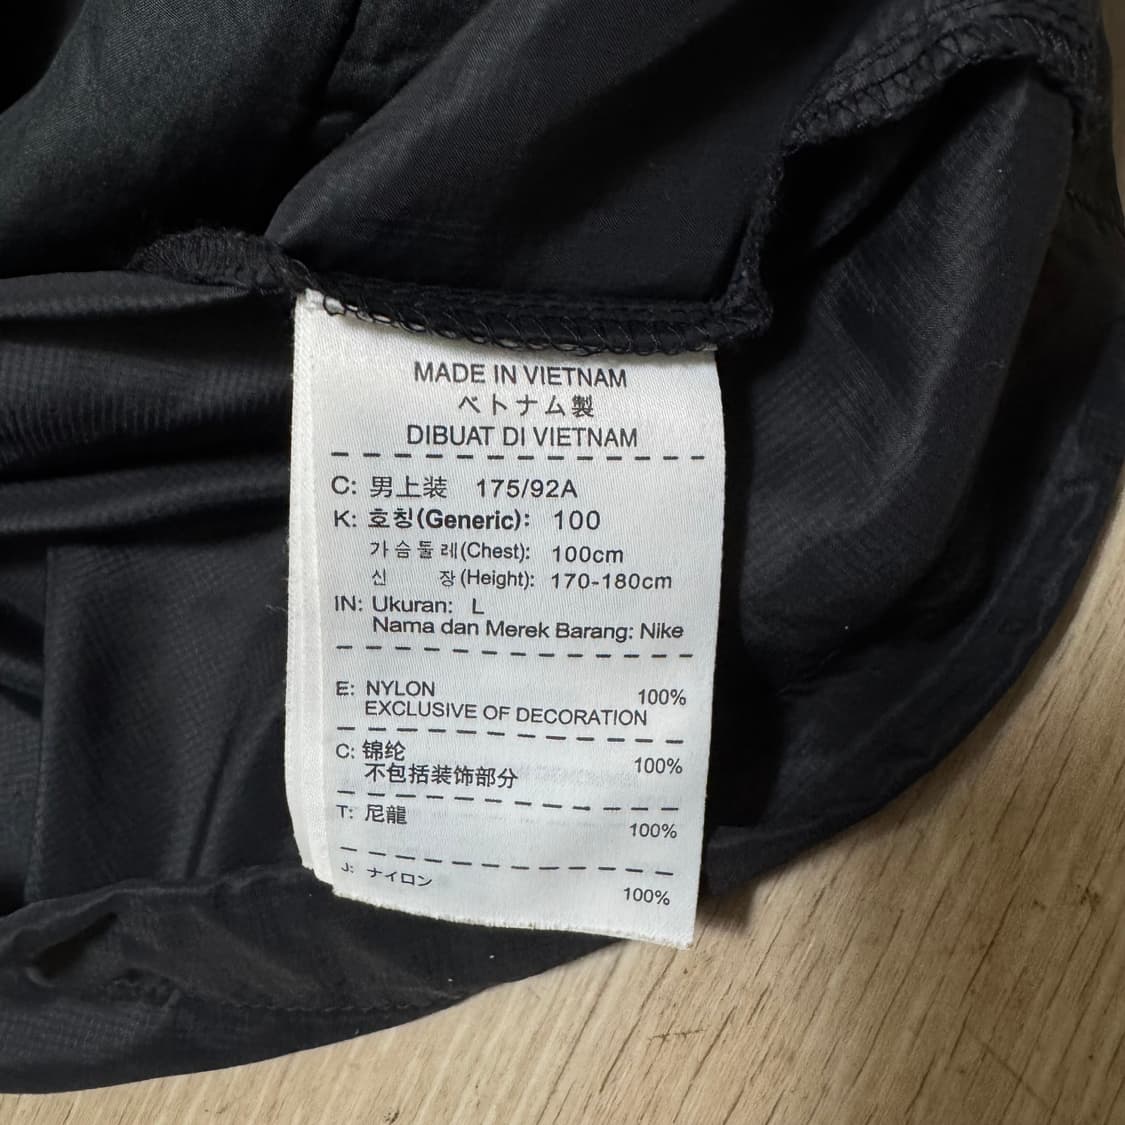 MADE IN VIETNAM
ベトナム製
DIBUAT DI VIETNAM
C: 男上装 175/92A
K: 호칭(Generic): 100
가슴둘레(Chest): 100cm
신 장(Height): 170-180cm
IN: Ukuran: L
Nama dan Merek Barang: Nike
E: NYLON 100%
EXCLUSIVE OF DECORATION
C: 锦纶 100%
不包括装饰部分
T: 尼龍 100%
J: ナイロン 100%